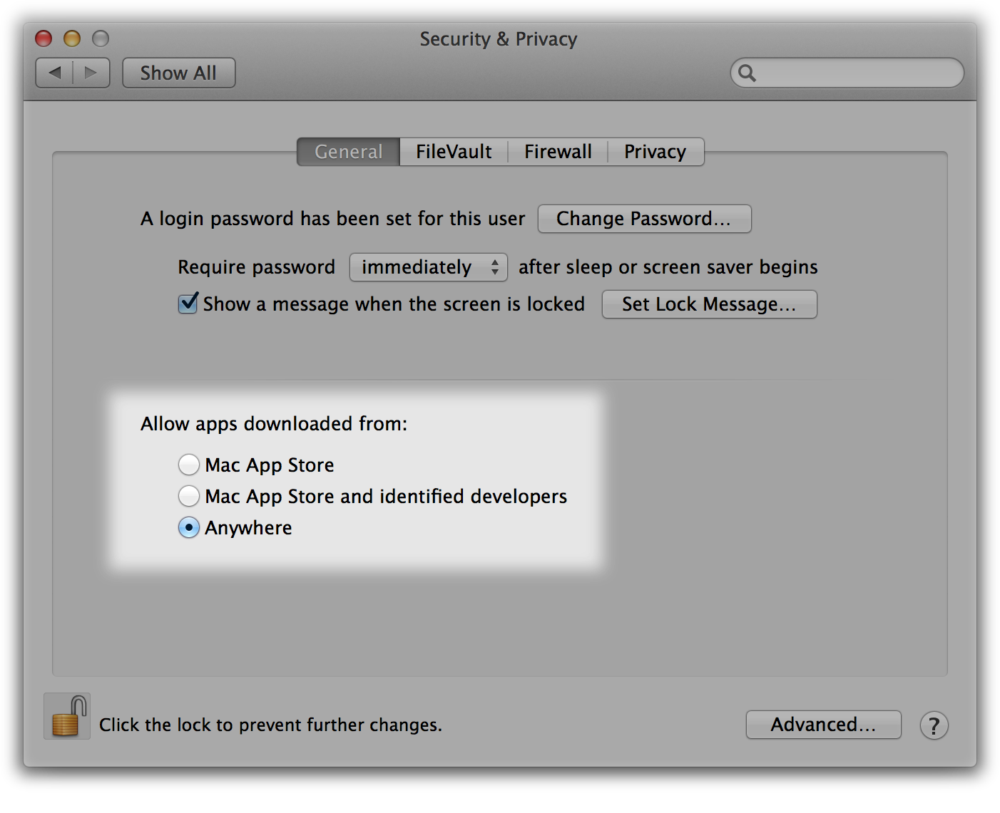 Security & Privacy
Show All
General FileVault Firewall Privacy
A login password has been set for this user Change Password...
Require password immediately after sleep or screen saver begins
Show a message when the screen is locked Set Lock Message...
Allow apps downloaded from:
Mac App Store
Mac App Store and identified developers
Anywhere
Click the lock to prevent further changes. Advanced... ?